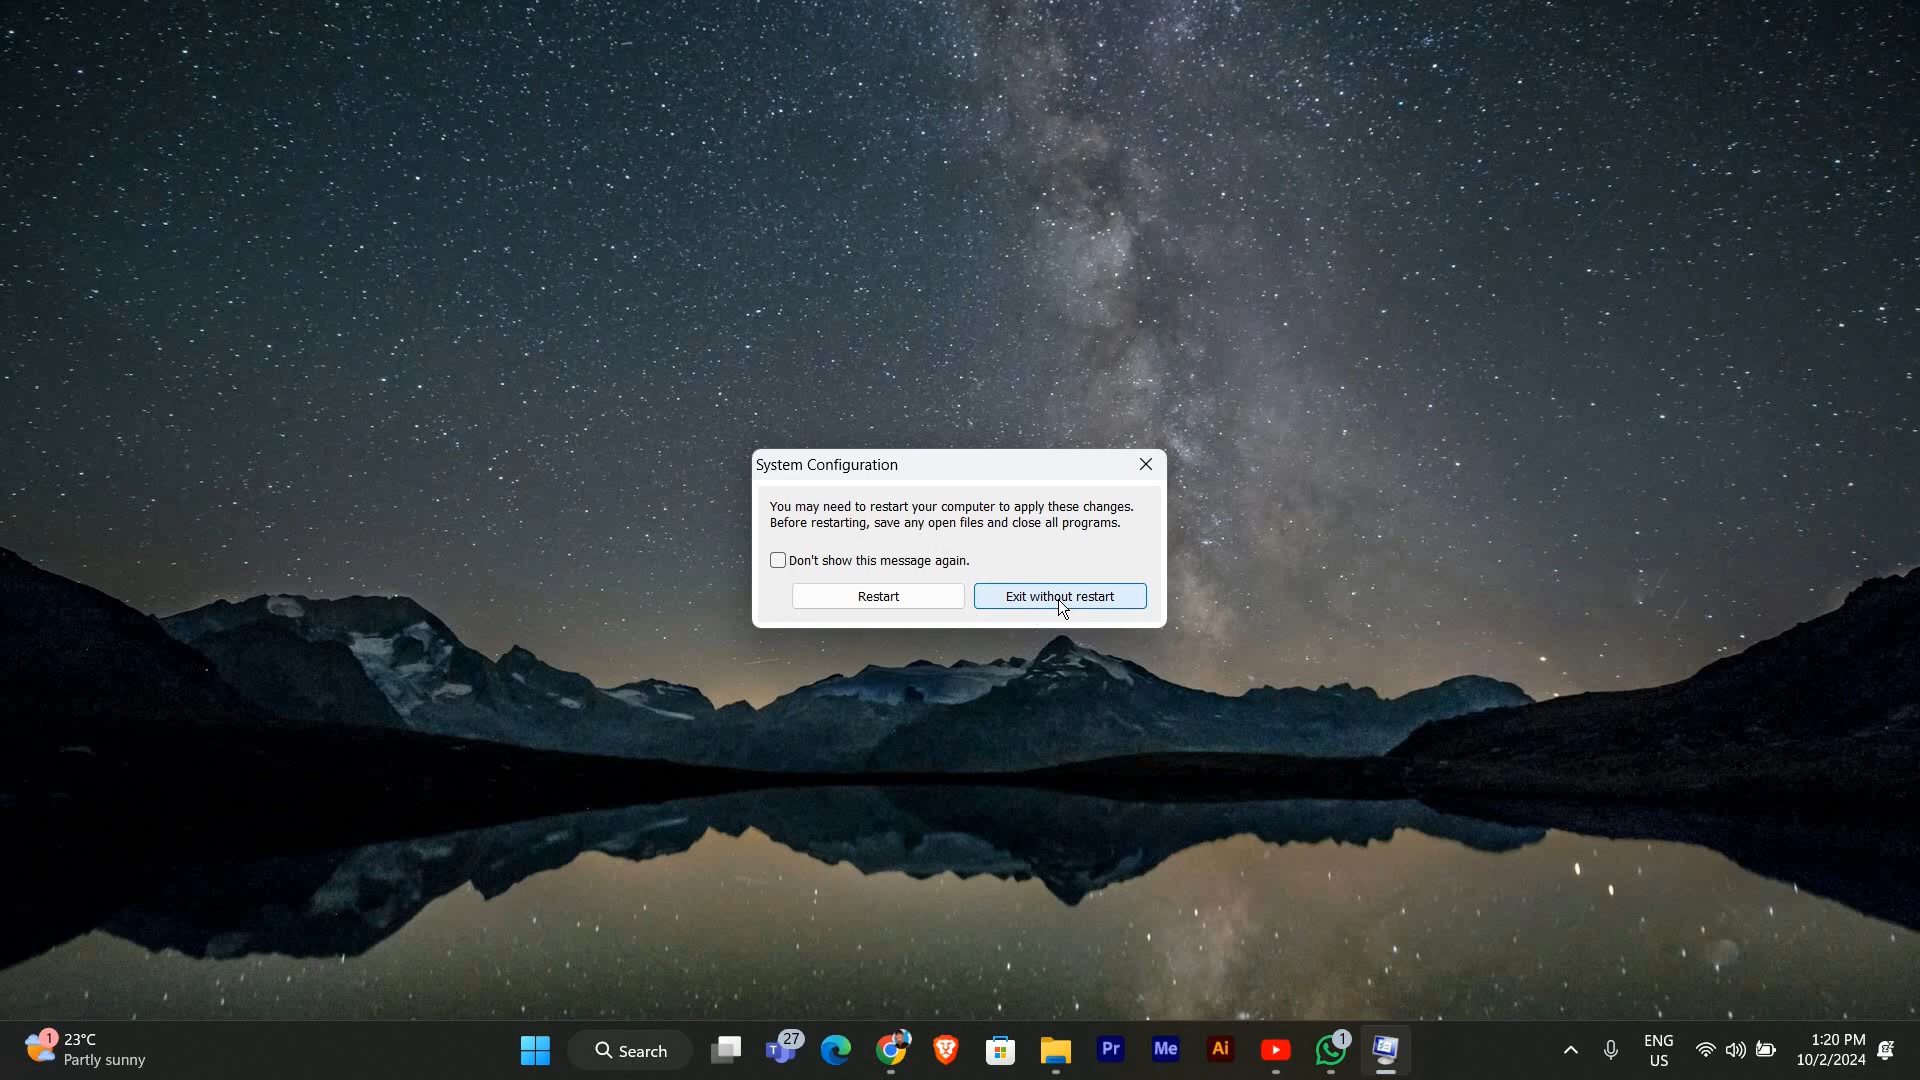 System Configuration
You may need to restart your computer to apply these changes.
Before restarting, save any open files and close all programs.
Don't show this message again.
Restart
Exit without restart
1
23°C
Partly sunny
Search
27
T
Pr
Me
Ai
1
ENG
US
1:20 PM
10/2/2024